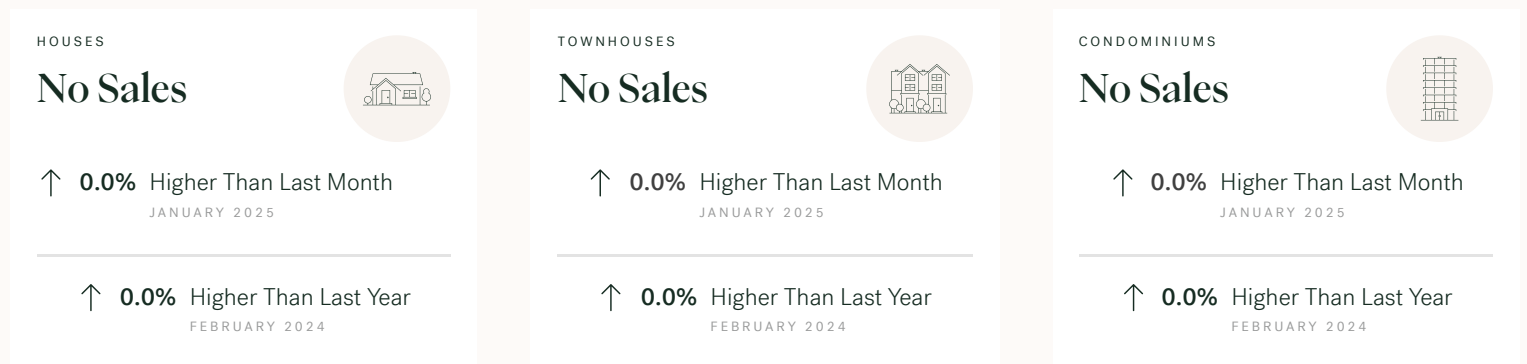 HOUSES
No Sales
↑ 0.0% Higher Than Last Month
JANUARY 2025
↑ 0.0% Higher Than Last Year
FEBRUARY 2024
TOWNHOUSES
No Sales
↑ 0.0% Higher Than Last Month
JANUARY 2025
↑ 0.0% Higher Than Last Year
FEBRUARY 2024
CONDOMINIUMS
No Sales
↑ 0.0% Higher Than Last Month
JANUARY 2025
↑ 0.0% Higher Than Last Year
FEBRUARY 2024